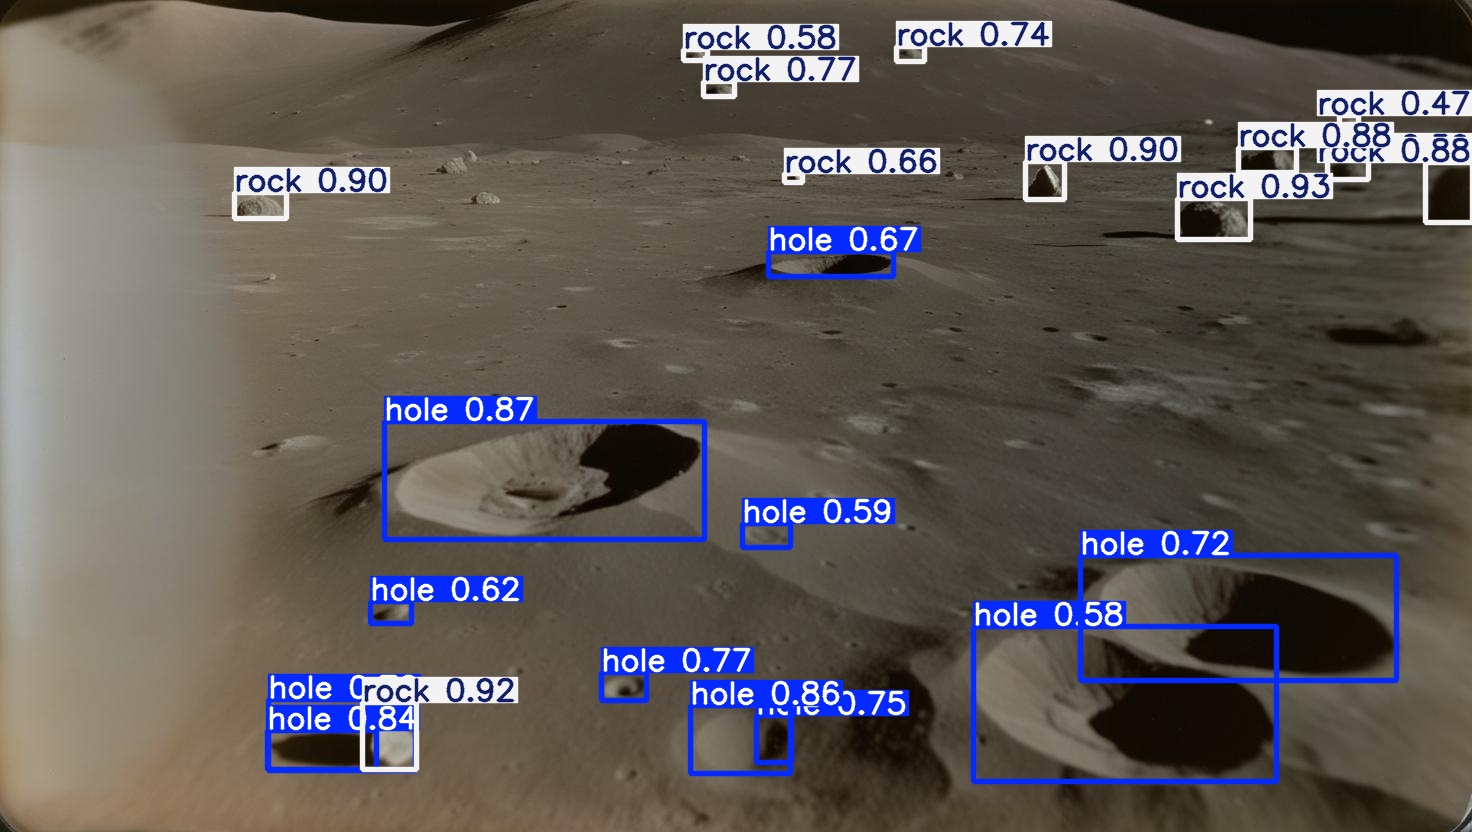 rock 0.58
rock 0.74
rock 0.77
rock 0.47
rock 0.88
rock 0.88
rock 0.66
rock 0.90
rock 0.90
rock 0.93
hole 0.67
hole 0.87
hole 0.59
hole 0.72
hole 0.62
hole 0.58
hole 0.77
hole
rock 0.92
hole 0.86
0.75
hole 0.84